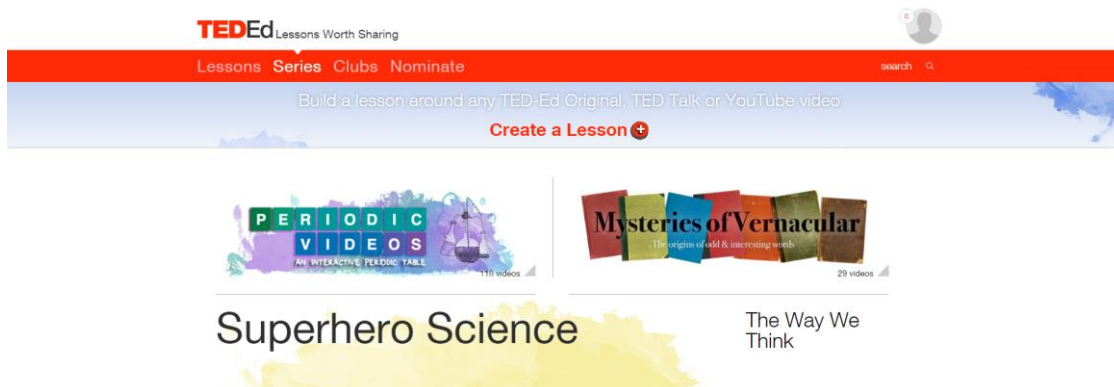 TEDEd Lessons Worth Sharing
0
Lessons Series Clubs Nominate
search
Build a lesson around any TED-Ed Original, TED Talk or YouTube video
Create a Lesson
PERIODIC
VIDEOS
AN INTERACTIVE PERIODIC TABLE
118 videos
Mysteries of Vernacular
The origins of odd & interesting words
29 videos
Superhero Science
The Way We
Think